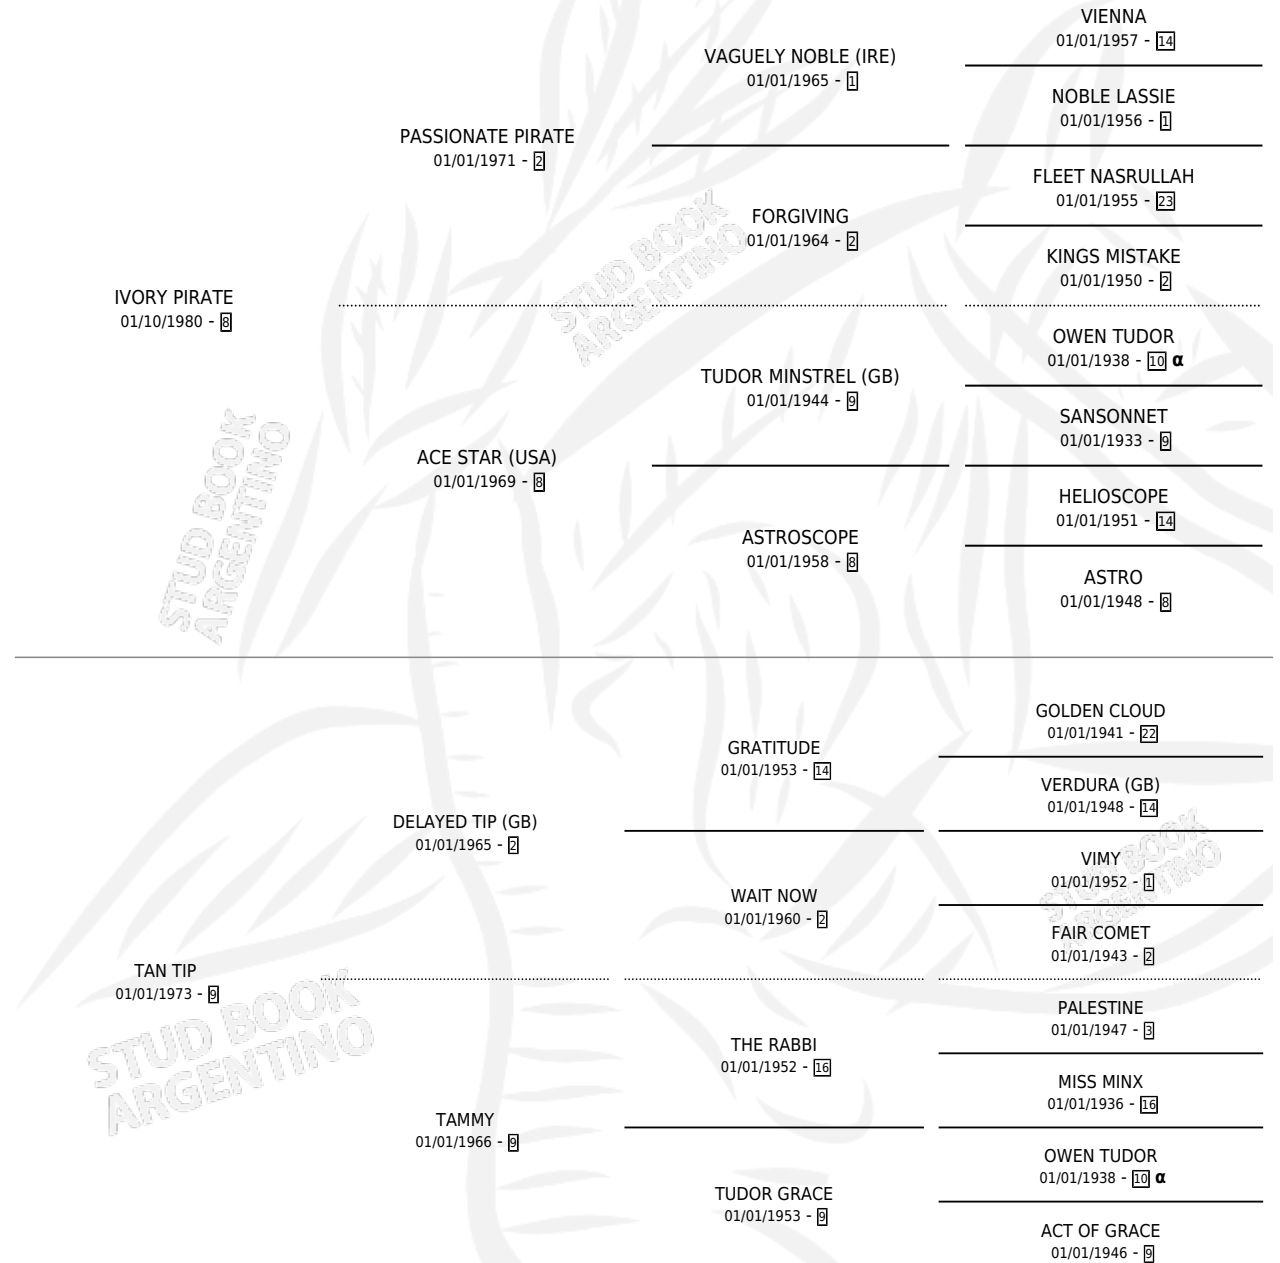 VIENNA
01/01/1957 - 14
VAGUELY NOBLE (IRE)
01/01/1965 - 1
NOBLE LASSIE
01/01/1956 - 1
PASSIONATE PIRATE
01/01/1971 - 2
FLEET NASRULLAH
01/01/1955 - 23
FORGIVING
01/01/1964 - 2
KINGS MISTAKE
01/01/1950 - 2
IVORY PIRATE
01/10/1980 - 8
OWEN TUDOR
01/01/1938 - 10 α
TUDOR MINSTREL (GB)
01/01/1944 - 9
SANSONNET
01/01/1933 - 9
ACE STAR (USA)
01/01/1969 - 8
HELIOSCOPE
01/01/1951 - 14
ASTROSCOPE
01/01/1958 - 8
ASTRO
01/01/1948 - 8
GOLDEN CLOUD
01/01/1941 - 22
GRATITUDE
01/01/1953 - 14
VERDURA (GB)
01/01/1948 - 14
DELAYED TIP (GB)
01/01/1965 - 2
VIMY
01/01/1952 - 1
WAIT NOW
01/01/1960 - 2
FAIR COMET
01/01/1943 - 2
TAN TIP
01/01/1973 - 9
PALESTINE
01/01/1947 - 3
THE RABBI
01/01/1952 - 16
MISS MINX
01/01/1936 - 16
TAMMY
01/01/1966 - 9
OWEN TUDOR
01/01/1938 - 10 α
TUDOR GRACE
01/01/1953 - 9
ACT OF GRACE
01/01/1946 - 9
STUD BOOK
ARGENTINO
STUD BOOK
ARGENTINO
STUD BOOK
ARGENTINO
STUD BOOK
ARGENTINO